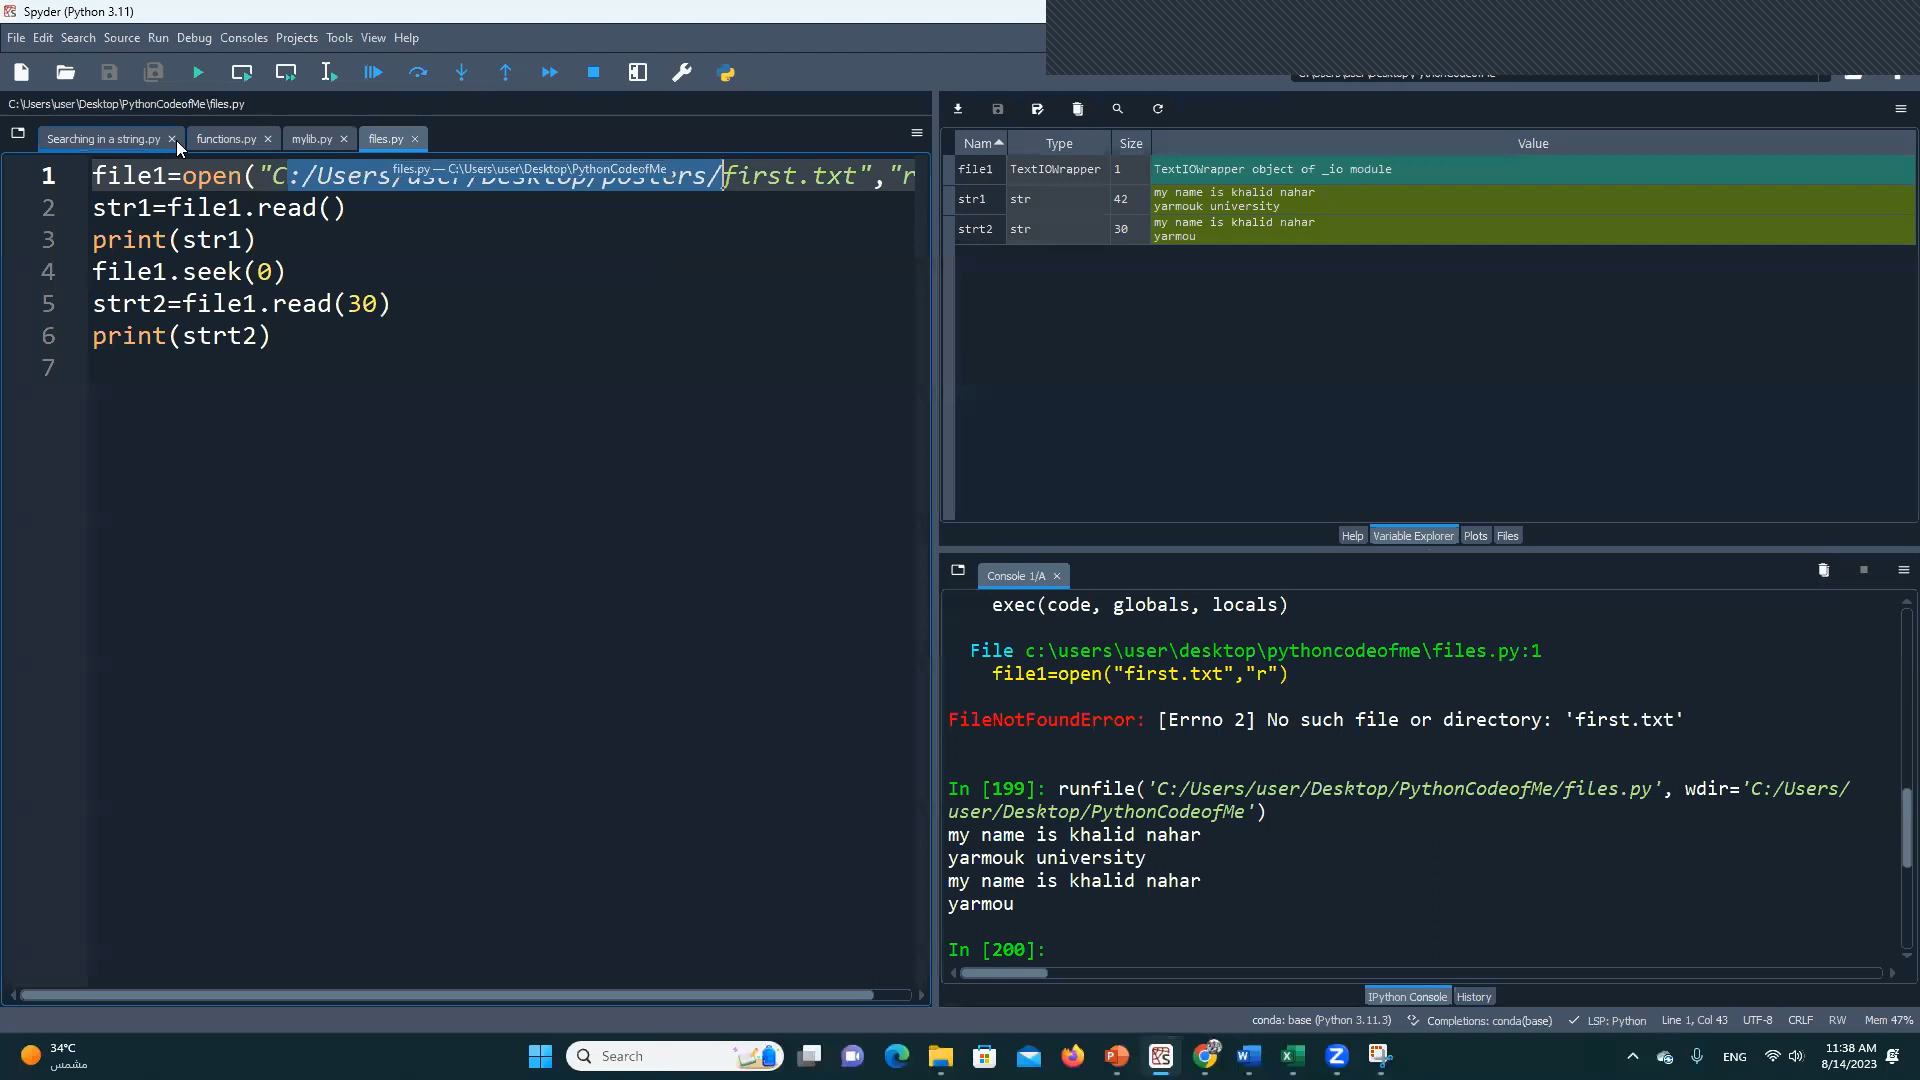 Spyder (Python 3.11)
File Edit Search Source Run Debug Consoles Projects Tools View Help
C:\Users\user\Desktop\PythonCodeofMe\files.py
Searching in a string.py functions.py mylib.py files.py
files.py — C:\Users\user\Desktop\PythonCodeofMe
1 file1=open("C:/Users/user/Desktop/posters/first.txt","r
2 str1=file1.read()
3 print(str1)
4 file1.seek(0)
5 strt2=file1.read(30)
6 print(strt2)
7
Nam Type Size Value
file1 TextIOWrapper 1 TextIOWrapper object of _io module
str1 str 42 my name is khalid nahar
yarmouk university
strt2 str 30 my name is khalid nahar
yarmou
Help Variable Explorer Plots Files
Console 1/A
exec(code, globals, locals)
File c:\users\user\desktop\pythoncodeofme\files.py:1
file1=open("first.txt","r")
FileNotFoundError: [Errno 2] No such file or directory: 'first.txt'
In [199]: runfile('C:/Users/user/Desktop/PythonCodeofMe/files.py', wdir='C:/Users/
user/Desktop/PythonCodeofMe')
my name is khalid nahar
yarmouk university
my name is khalid nahar
yarmou
In [200]:
IPython Console History
conda: base (Python 3.11.3) Completions: conda(base) LSP: Python Line 1, Col 43 UTF-8 CRLF RW Mem 47%
34°C
مشمس
Search
ENG
11:38 AM
8/14/2023